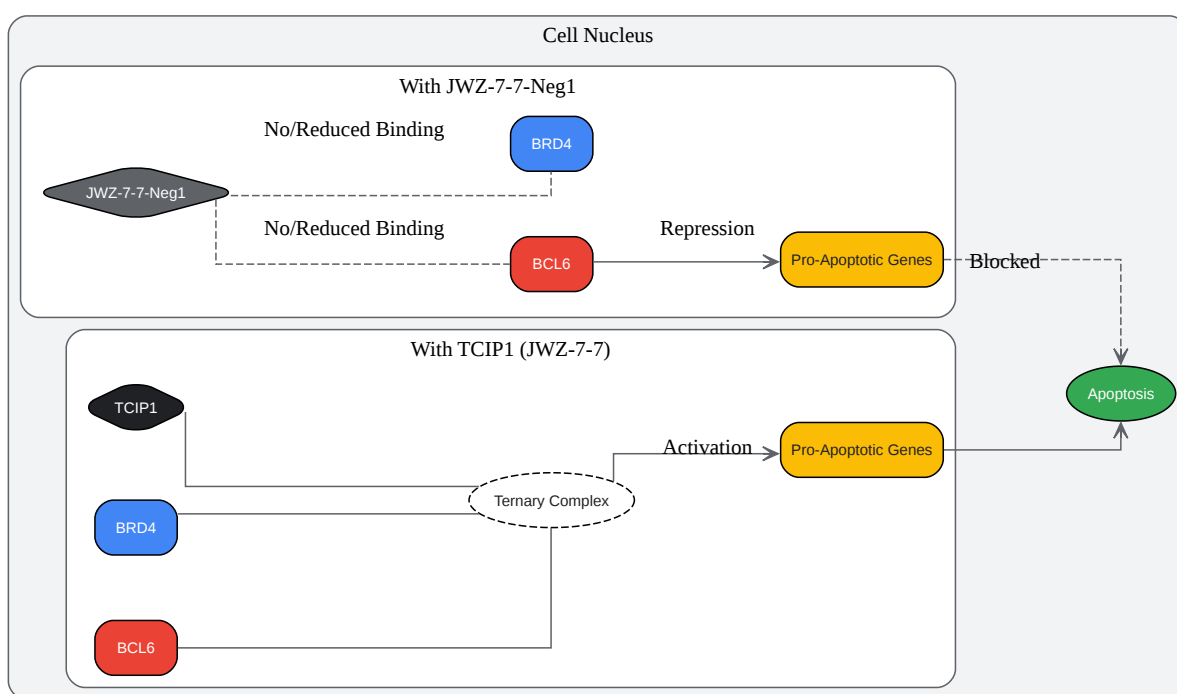 Cell Nucleus
With JWZ-7-7-Neg1
No/Reduced Binding
BRD4
JWZ-7-7-Neg1
No/Reduced Binding
Repression
BCL6
Pro-Apoptotic Genes
Blocked
With TCIP1 (JWZ-7-7)
TCIP1
Apoptosis
Activation
Pro-Apoptotic Genes
Ternary Complex
BRD4
BCL6